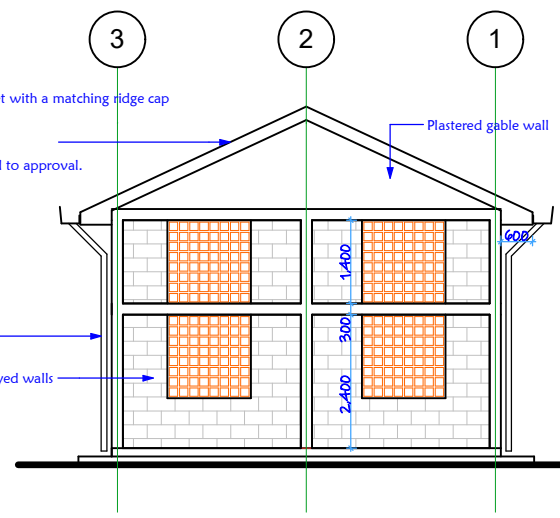 3
2
1
t with a matching ridge cap
Plastered gable wall
l to approval.
600
1,400
300
yed walls
2,400